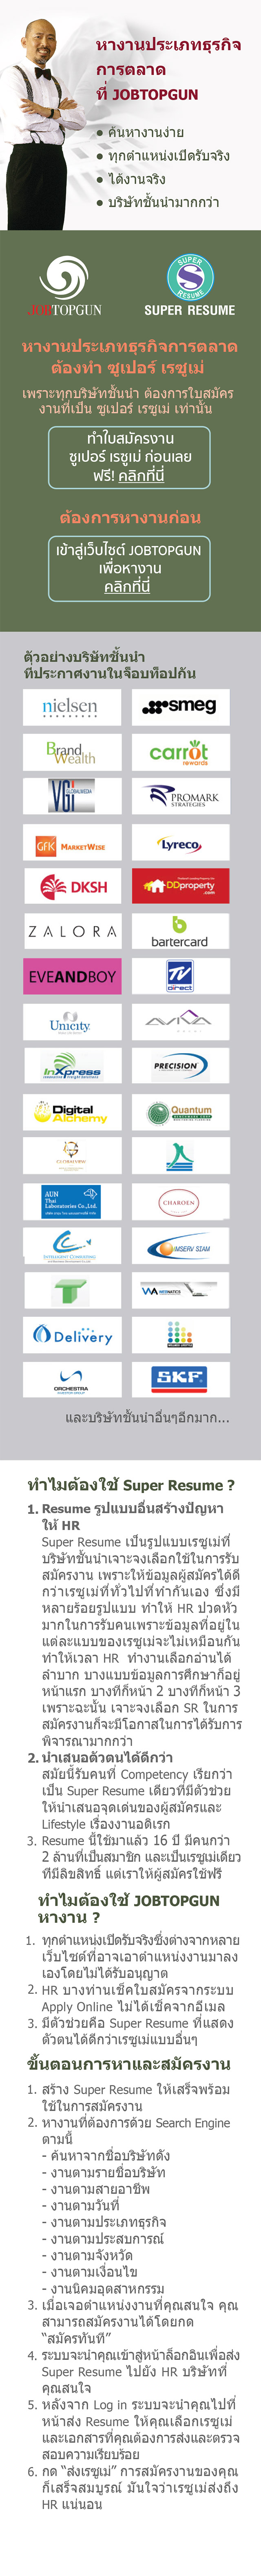 หางานประเภทธุรกิจ
การตลาด
ที่ JOBTOPGUN
● ค้นหางานง่าย
● ทุกตำแหน่งเปิดรับจริง
● ได้งานจริง
● บริษัทชั้นนำมากกว่า
SUPER
RESUME
JOBTOPGUN
SUPER RESUME
หางานประเภทธุรกิจการตลาด
ต้องทำ ซูเปอร์ เรซูเม่
เพราะทุกบริษัทชั้นนำ ต้องการใบสมัคร
งานที่เป็น ซูเปอร์ เรซูเม่ เท่านั้น
ทำใบสมัครงาน
ซูเปอร์ เรซูเม่ ก่อนเลย
ฟรี! คลิกที่นี่
ต้องการหางานก่อน
เข้าสู่เว็บไซต์ JOBTOPGUN
เพื่อหางาน
คลิกที่นี่
ตัวอย่างบริษัทชั้นนำ
ที่ประกาศงานในจ็อบท็อปกัน
nielsen
smeg
Brand
Wealth
carrot
rewards
VGI
GLOBALMEDIA
PROMARK
STRATEGIES
GFK MARKETWISE
Lyreco
DKSH
DDproperty
.com
ZALORA
bartercard
EVEANDBOY
TV
Direct
Unicity
InXpress
PRECISION
Digital
Alchemy
Quantum
AUN
Thai
Laboratories Co.,Ltd.
CHAROEN
INTELLIGENT CONSULTING
IMSERV SIAM
T
WEBNATICS
Delivery
ORCHESTRA
SKF
และบริษัทชั้นนำอื่นๆอีกมาก...
ทำไมต้องใช้ Super Resume ?
1. Resume รูปแบบอื่นสร้างปัญหา
ให้ HR
Super Resume เป็นรูปแบบเรซูเม่ที่
บริษัทชั้นนำเจาะจงเลือกใช้ในการรับ
สมัครงาน เพราะให้ข้อมูลผู้สมัครได้ดี
กว่าเรซูเม่ที่ทั่วไปที่ทำกันเอง ซึ่งมี
หลายร้อยรูปแบบ ทำให้ HR ปวดหัว
มากในการรับคนเพราะข้อมูลที่อยู่ใน
แต่ละแบบของเรซูเม่จะไม่เหมือนกัน
ทำให้เวลา HR ทำงานเลือกอ่านได้
ลำบาก บางแบบข้อมูลการศึกษาก็อยู่
หน้าแรก บางทีก็หน้า 2 บางทีก็หน้า 3
เพราะฉะนั้น เจาะจงเลือก SR ในการ
สมัครงานก็จะมีโอกาสในการได้รับการ
พิจารณามากกว่า
2. นำเสนอตัวตนได้ดีกว่า
สมัยนี้รับคนที่ Competency เรียกว่า
เป็น Super Resume เดียวที่มีตัวช่วย
ให้นำเสนอจุดเด่นของผู้สมัครและ
Lifestyle เรื่องงานอดิเรก
3. Resume นี้ใช้มาแล้ว 16 ปี มีคนกว่า
2 ล้านที่เป็นสมาชิก และเป็นเรซูเม่เดียว
ที่มีลิขสิทธิ์ แต่เราให้ผู้สมัครใช้ฟรี
ทำไมต้องใช้ JOBTOPGUN
หางาน ?
1. ทุกตำแหน่งเปิดรับจริงซึ่งต่างจากหลาย
เว็บไซต์ที่อาจเอาตำแหน่งงานมาลง
เองโดยไม่ได้รับอนุญาต
2. HR บางท่านเช็คใบสมัครจากระบบ
Apply Online ไม่ได้เช็คจากอีเมล
3. มีตัวช่วยคือ Super Resume ที่แสดง
ตัวตนได้ดีกว่าเรซูเม่แบบอื่นๆ
ขั้นตอนการหาและสมัครงาน
1. สร้าง Super Resume ให้เสร็จพร้อม
ใช้ในการสมัครงาน
2. หางานที่ต้องการด้วย Search Engine
ตามนี้
- ค้นหาจากชื่อบริษัทดัง
- งานตามรายชื่อบริษัท
- งานตามสายอาชีพ
- งานตามวันที่
- งานตามประเภทธุรกิจ
- งานตามประสบการณ์
- งานตามจังหวัด
- งานตามเงื่อนไข
- งานนิคมอุตสาหกรรม
3. เมื่อเจอตำแหน่งงานที่คุณสนใจ คุณ
สามารถสมัครงานได้โดยกด
“สมัครทันที”
4. ระบบจะนำคุณเข้าสู่หน้าล็อกอินเพื่อส่ง
Super Resume ไปยัง HR บริษัทที่
คุณสนใจ
5. หลังจาก Log in ระบบจะนำคุณไปที่
หน้าส่ง Resume ให้คุณเลือกเรซูเม่
และเอกสารที่คุณต้องการส่งและตรวจ
สอบความเรียบร้อย
6. กด “ส่งเรซูเม่” การสมัครงานของคุณ
ก็เสร็จสมบูรณ์ มั่นใจว่าเรซูเม่ส่งถึง
HR แน่นอน